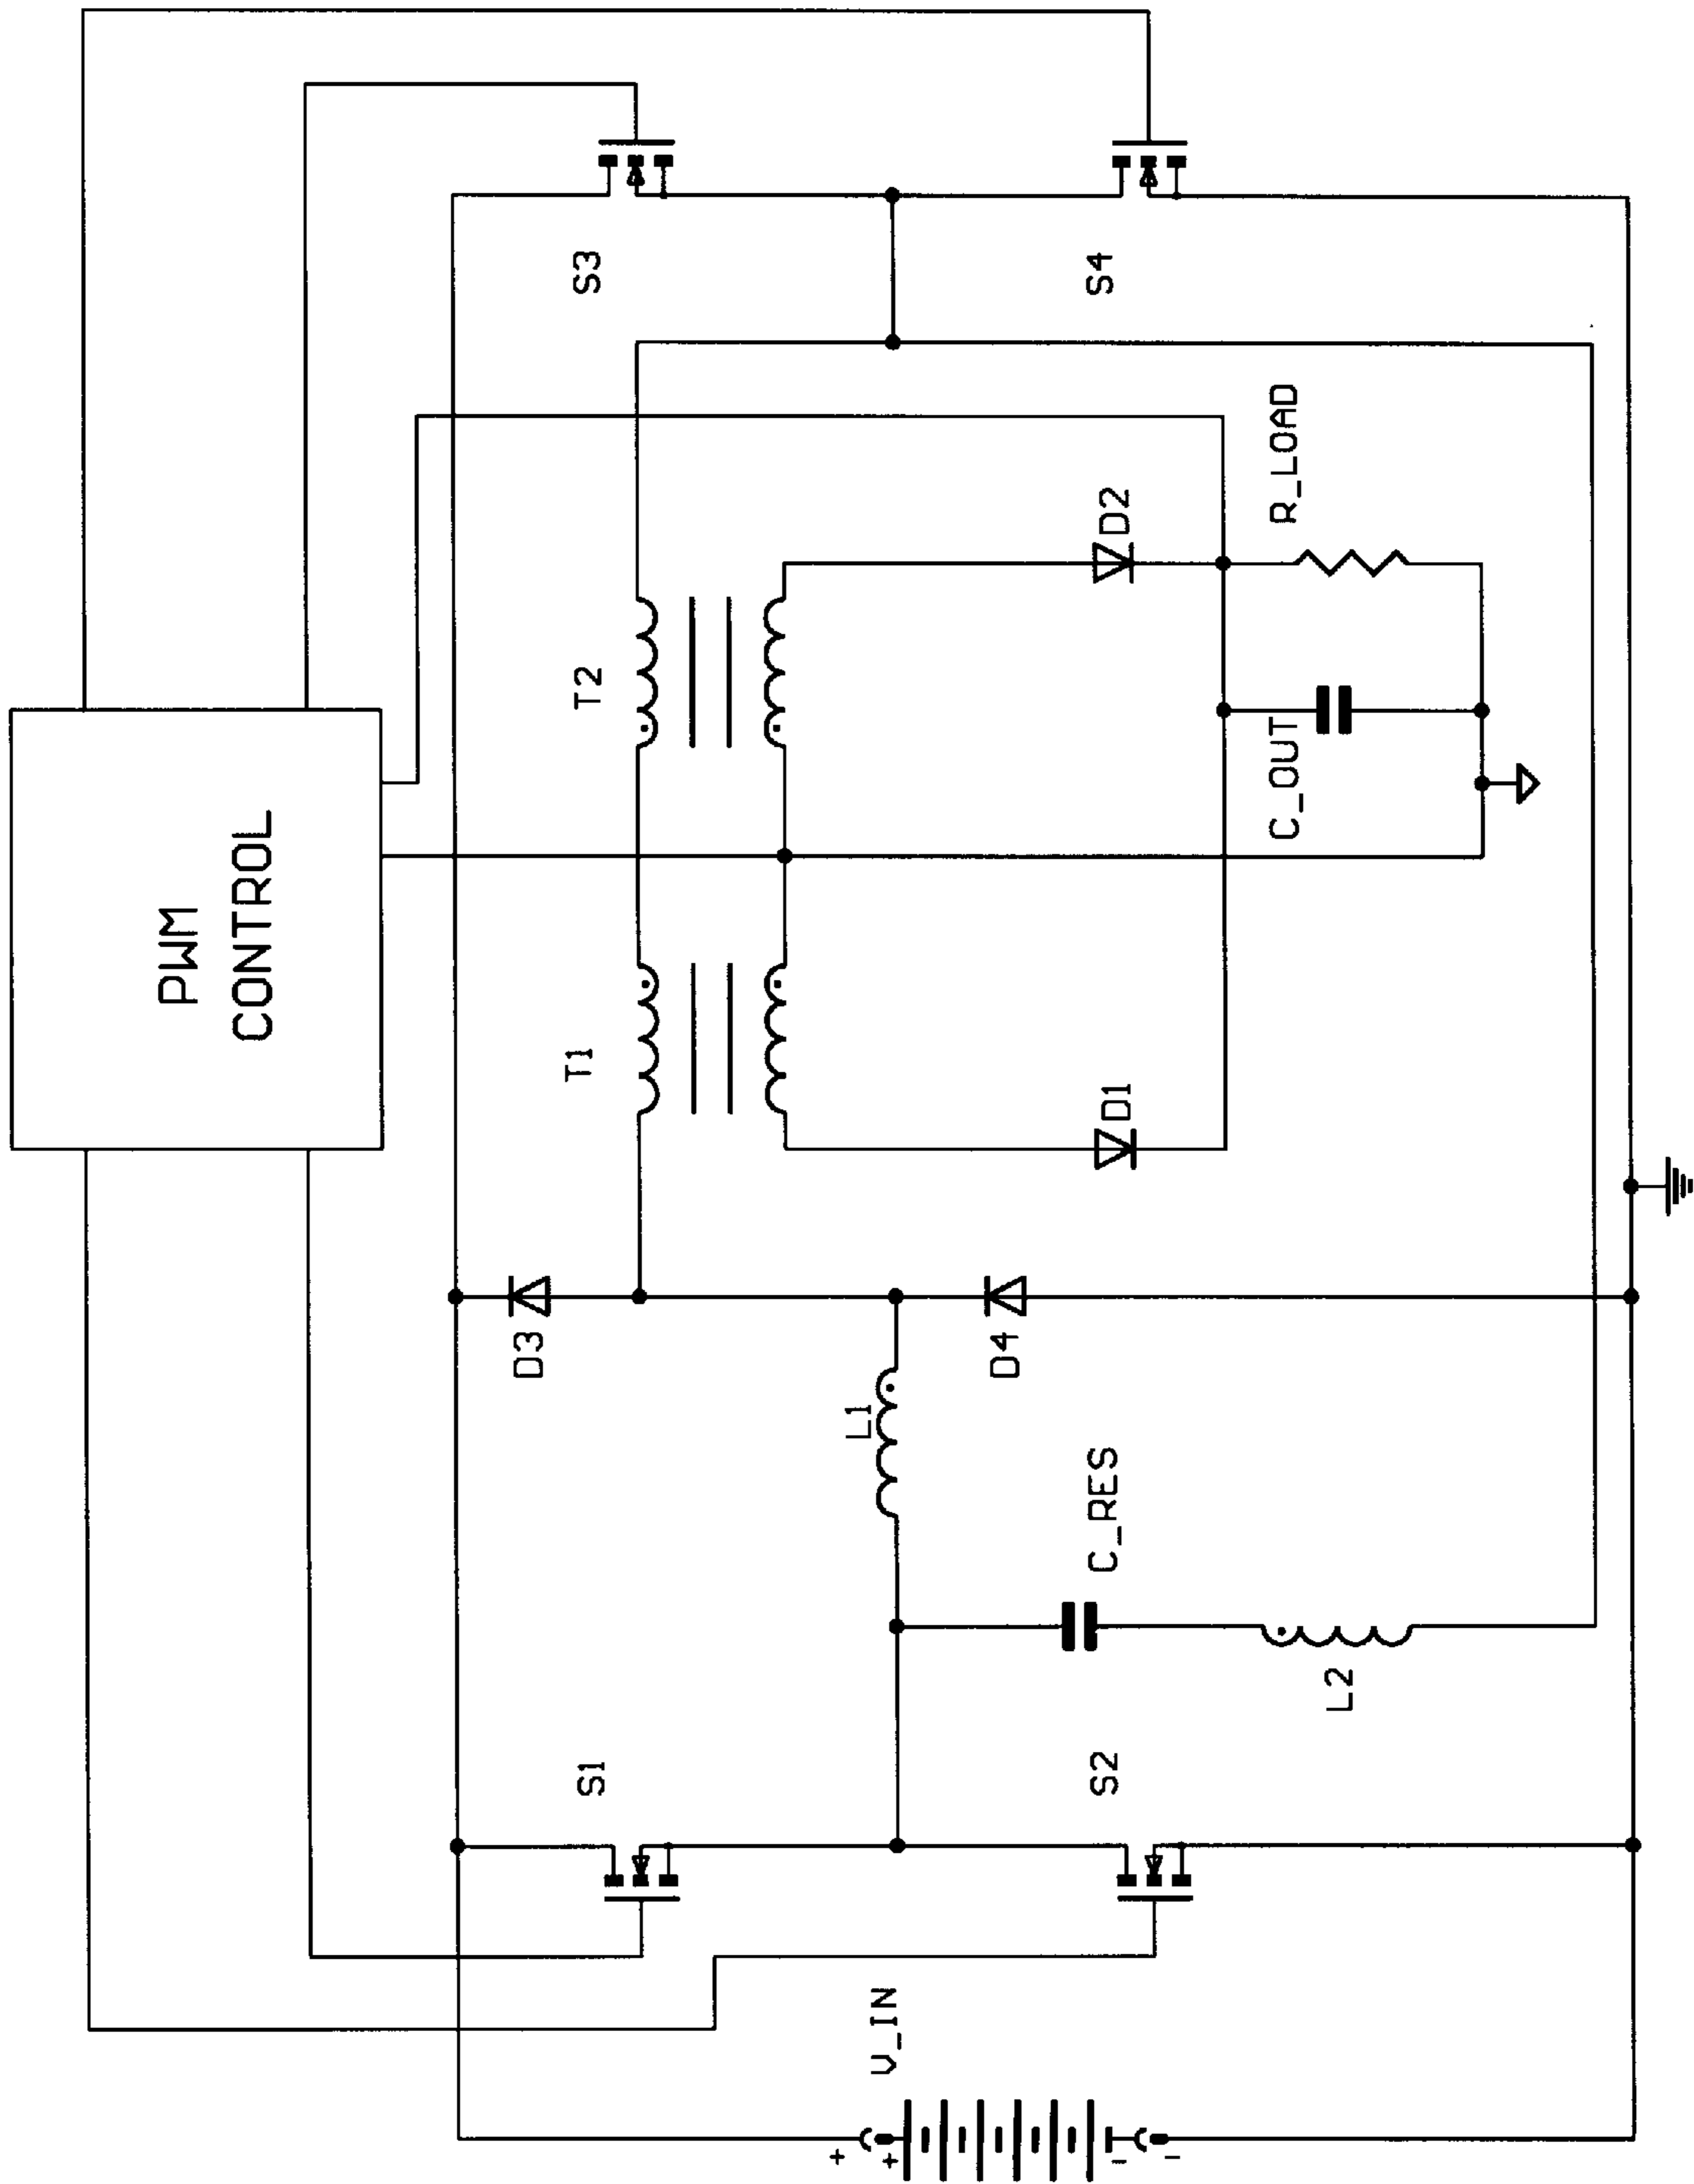 PWM
CONTROL
S3
S4
R_LOAD
D2
T2
C_OUT
T1
D1
D3
D4
L1
C_RES
L2
S1
S2
V_IN
+
+
-
-